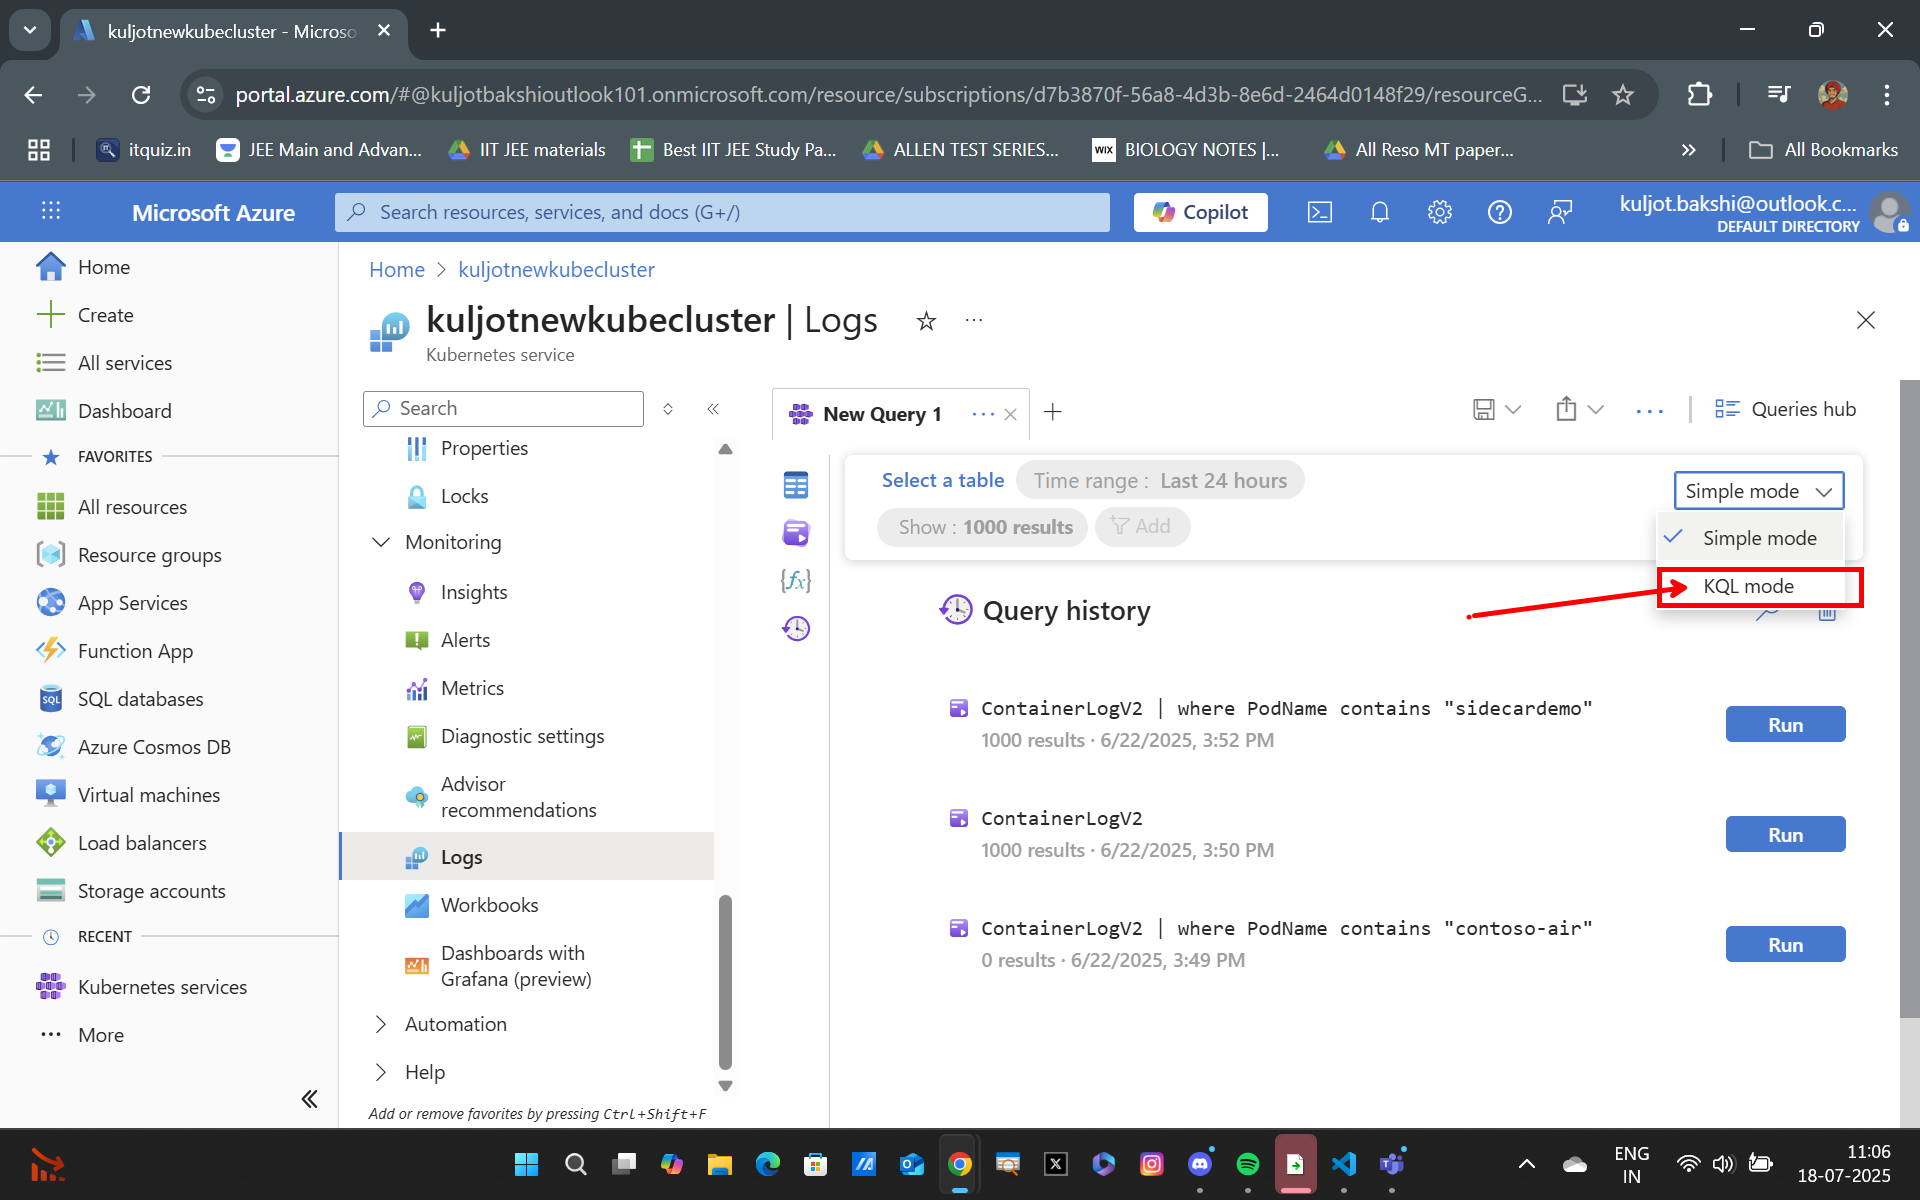 kuljotnewkubecluster - Microso
portal.azure.com/#@kuljotbakshioutlook101.onmicrosoft.com/resource/subscriptions/d7b3870f-56a8-4d3b-8e6d-2464d0148f29/resourceG...
itquiz.in
JEE Main and Advan...
IIT JEE materials
Best IIT JEE Study Pa...
ALLEN TEST SERIES...
WIX
BIOLOGY NOTES |...
All Reso MT paper...
All Bookmarks
Microsoft Azure
Search resources, services, and docs (G+/)
Copilot
kuljot.bakshi@outlook.c...
DEFAULT DIRECTORY
Home
Create
All services
Dashboard
FAVORITES
All resources
Resource groups
App Services
Function App
SQL
SQL databases
Azure Cosmos DB
Virtual machines
Load balancers
Storage accounts
RECENT
Kubernetes services
More
Home > kuljotnewkubecluster
kuljotnewkubecluster | Logs
Kubernetes service
Search
Properties
Locks
Monitoring
Insights
Alerts
Metrics
Diagnostic settings
Advisor
recommendations
Logs
Workbooks
Dashboards with
Grafana (preview)
Automation
Help
Add or remove favorites by pressing Ctrl+Shift+F
New Query 1
Queries hub
Select a table
Time range : Last 24 hours
Show : 1000 results
Add
Simple mode
Simple mode
KQL mode
{fx}
Query history
ContainerLogV2 | where PodName contains "sidecardemo"
1000 results · 6/22/2025, 3:52 PM
Run
ContainerLogV2
1000 results · 6/22/2025, 3:50 PM
Run
ContainerLogV2 | where PodName contains "contoso-air"
0 results · 6/22/2025, 3:49 PM
Run
ENG
IN
11:06
18-07-2025